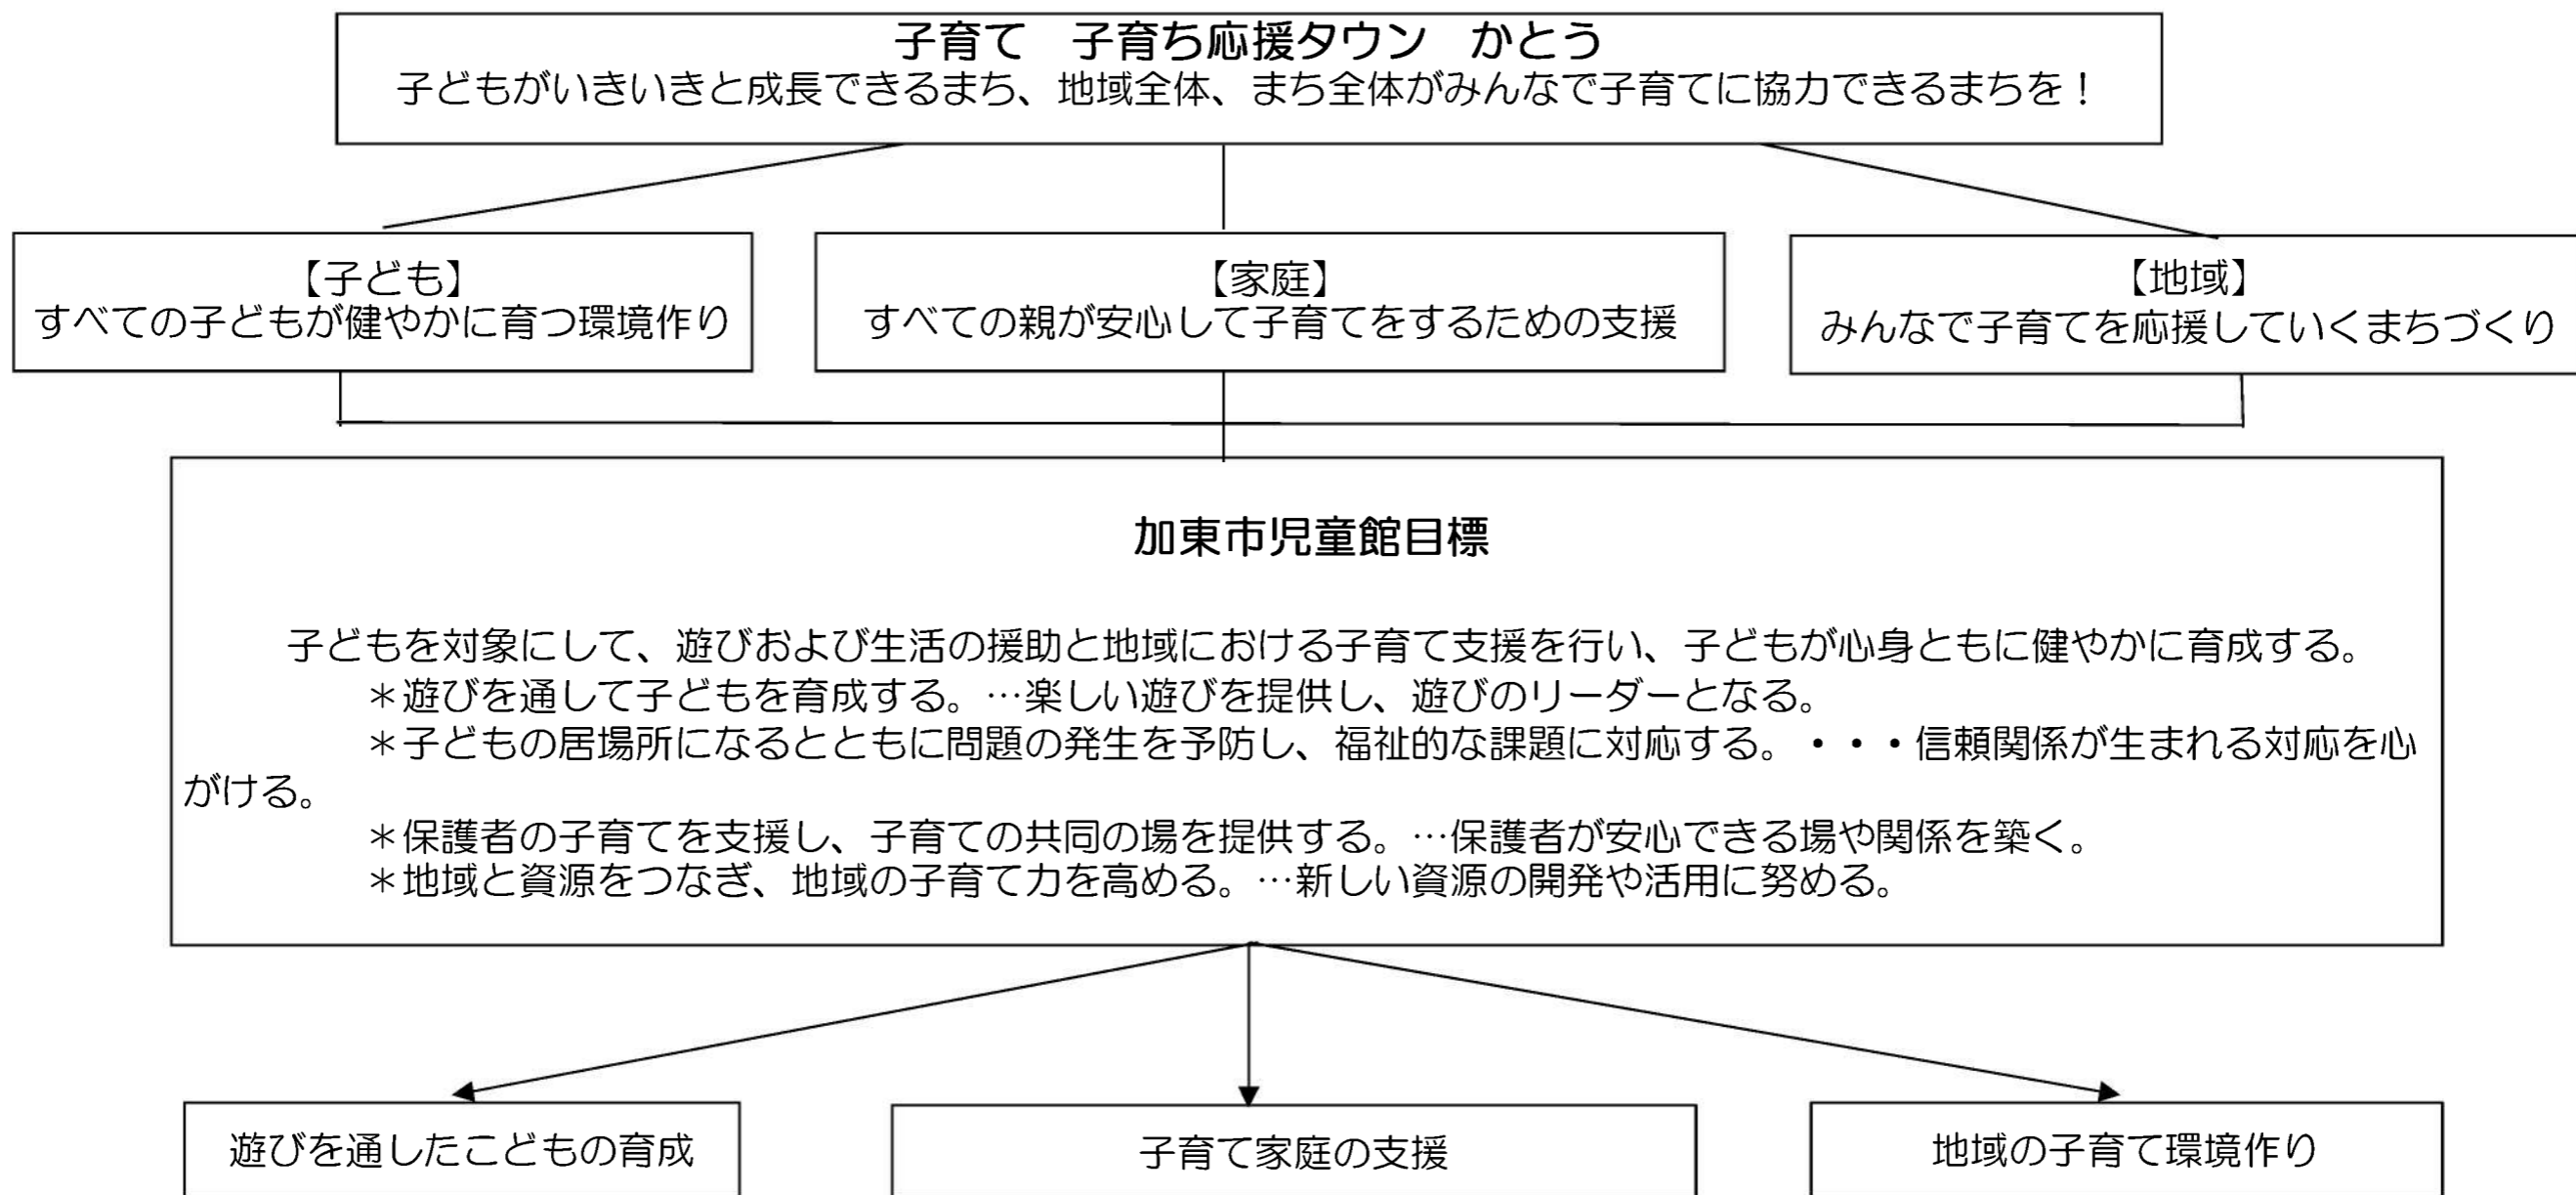 子育て　子育ち応援タウン　かとう
子どもがいきいきと成長できるまち、地域全体、まち全体がみんなで子育てに協力できるまちを！
【子ども】
すべての子どもが健やかに育つ環境作り
【家庭】
すべての親が安心して子育てをするための支援
【地域】
みんなで子育てを応援していくまちづくり
加東市児童館目標
子どもを対象にして、遊びおよび生活の援助と地域における子育て支援を行い、子どもが心身ともに健やかに育成する。
＊遊びを通して子どもを育成する。…楽しい遊びを提供し、遊びのリーダーとなる。
＊子どもの居場所になるとともに問題の発生を予防し、福祉的な課題に対応する。・・・信頼関係が生まれる対応を心
がける。
＊保護者の子育てを支援し、子育ての共同の場を提供する。…保護者が安心できる場や関係を築く。
＊地域と資源をつなぎ、地域の子育て力を高める。…新しい資源の開発や活用に努める。
遊びを通したこどもの育成
子育て家庭の支援
地域の子育て環境作り